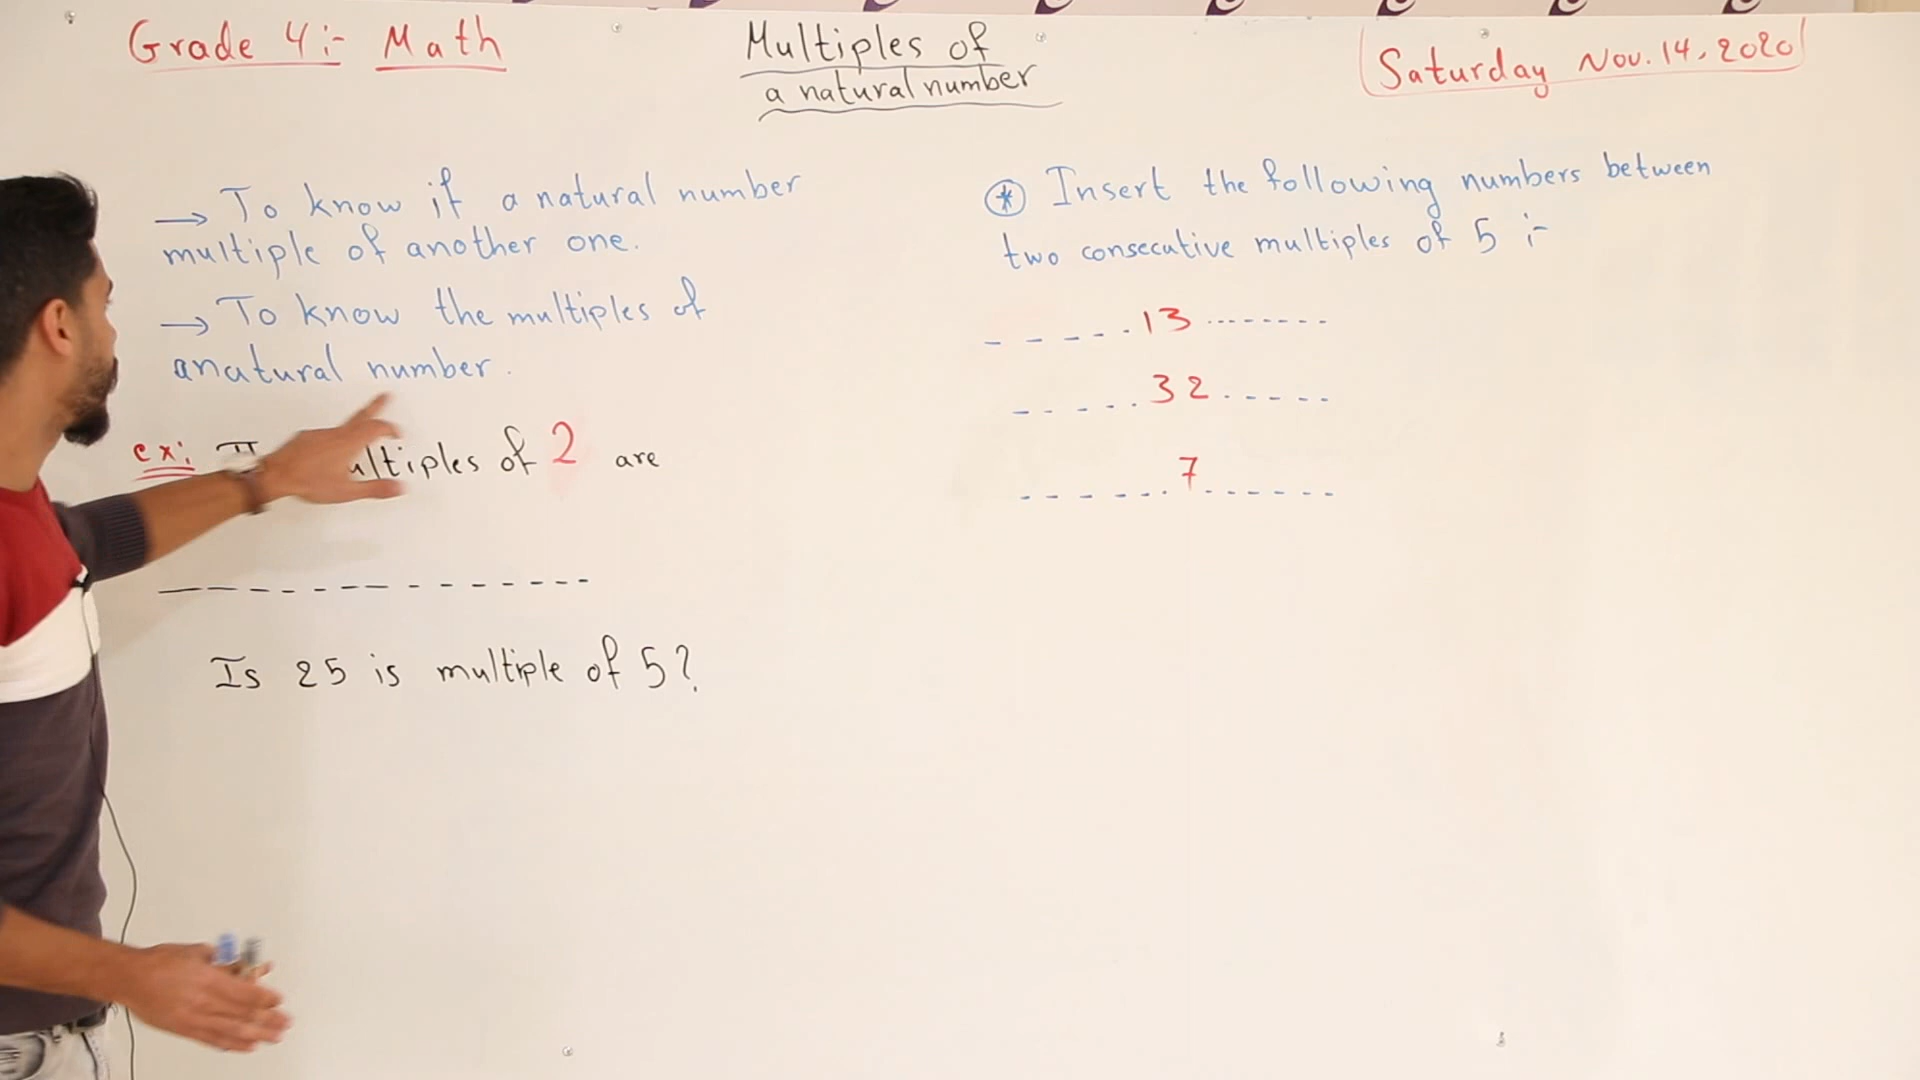 Grade 4:- Math
Multiples of
a natural number
Saturday Nov. 14, 2020
→ To know if a natural number
multiple of another one.
→ To know the multiples of
anatural number.
ex: multiples of 2 are
Is 25 is multiple of 5?
* Insert the following numbers between
two consecutive multiples of 5 :-
- - - - - 13 - - - - -
- - - - - 32 - - - - -
- - - - - 7 - - - - -